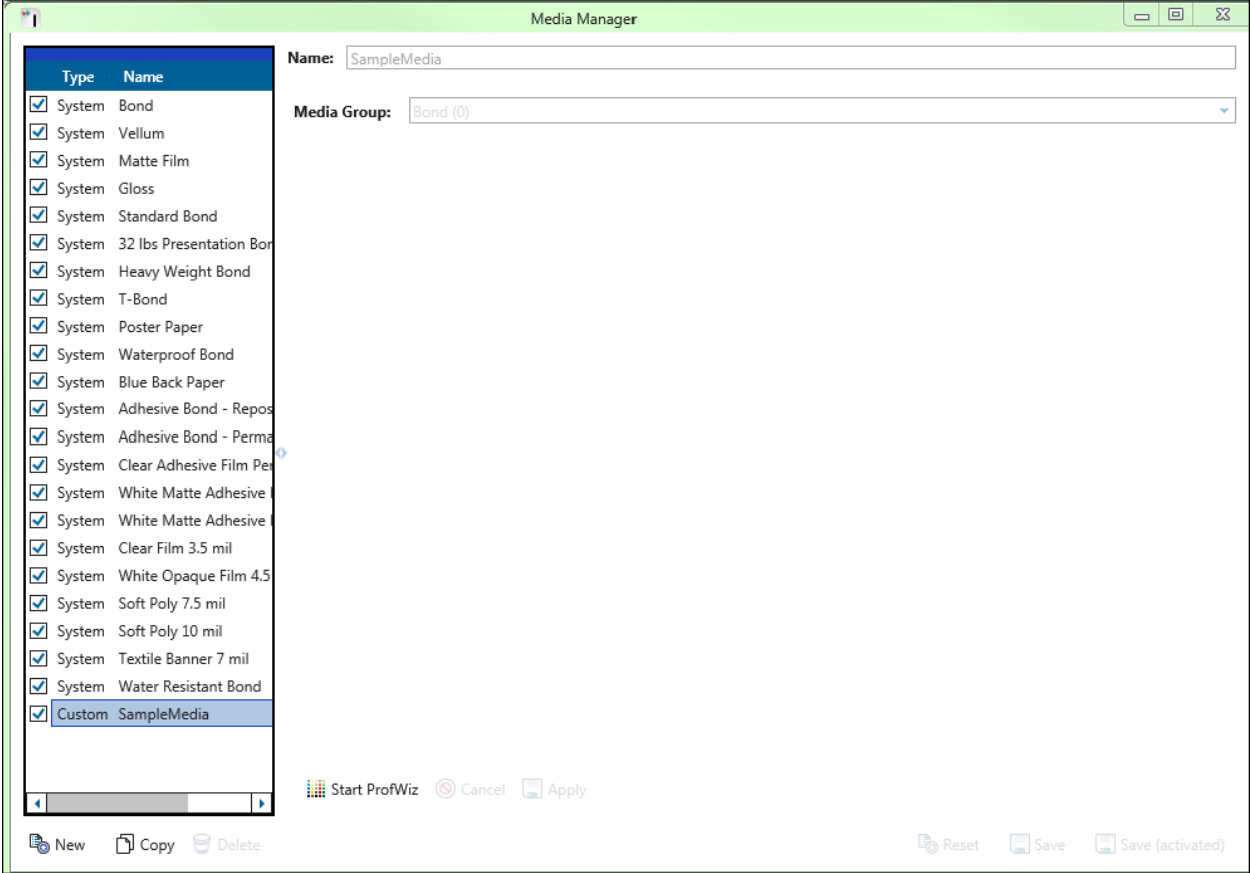 Media Manager
Name: SampleMedia
Type Name
Media Group: Bond (0)
System Bond
System Vellum
System Matte Film
System Gloss
System Standard Bond
System 32 lbs Presentation Bon
System Heavy Weight Bond
System T-Bond
System Poster Paper
System Waterproof Bond
System Blue Back Paper
System Adhesive Bond - Repos
System Adhesive Bond - Perma
System Clear Adhesive Film Per
System White Matte Adhesive
System White Matte Adhesive
System Clear Film 3.5 mil
System White Opaque Film 4.5
System Soft Poly 7.5 mil
System Soft Poly 10 mil
System Textile Banner 7 mil
System Water Resistant Bond
Custom SampleMedia
Start ProfWiz Cancel Apply
New Copy Delete Reset Save Save (activated)